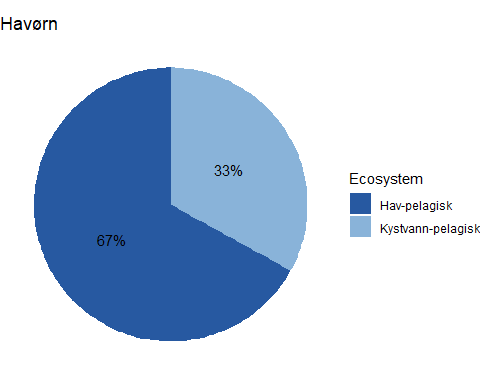 Havørn
33%
67%
Ecosystem
Hav-pelagisk
Kystvann-pelagisk